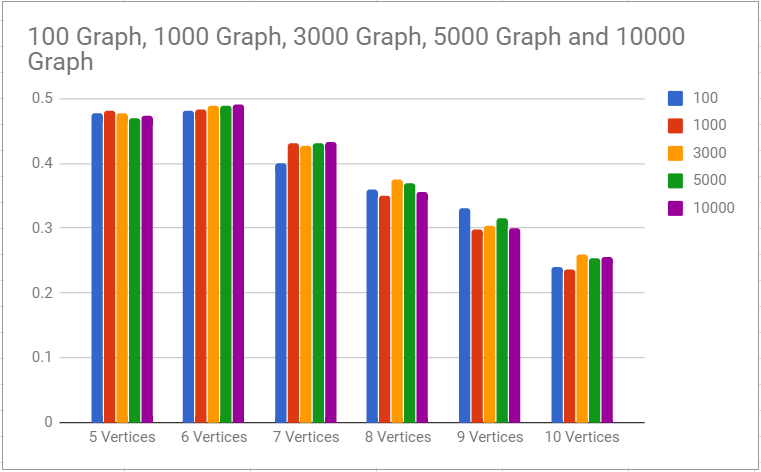 100 Graph, 1000 Graph, 3000 Graph, 5000 Graph and 10000
Graph
0.5
0.4
0.3
0.2
0.1
0
5 Vertices
6 Vertices
7 Vertices
8 Vertices
9 Vertices
10 Vertices
100
1000
3000
5000
10000